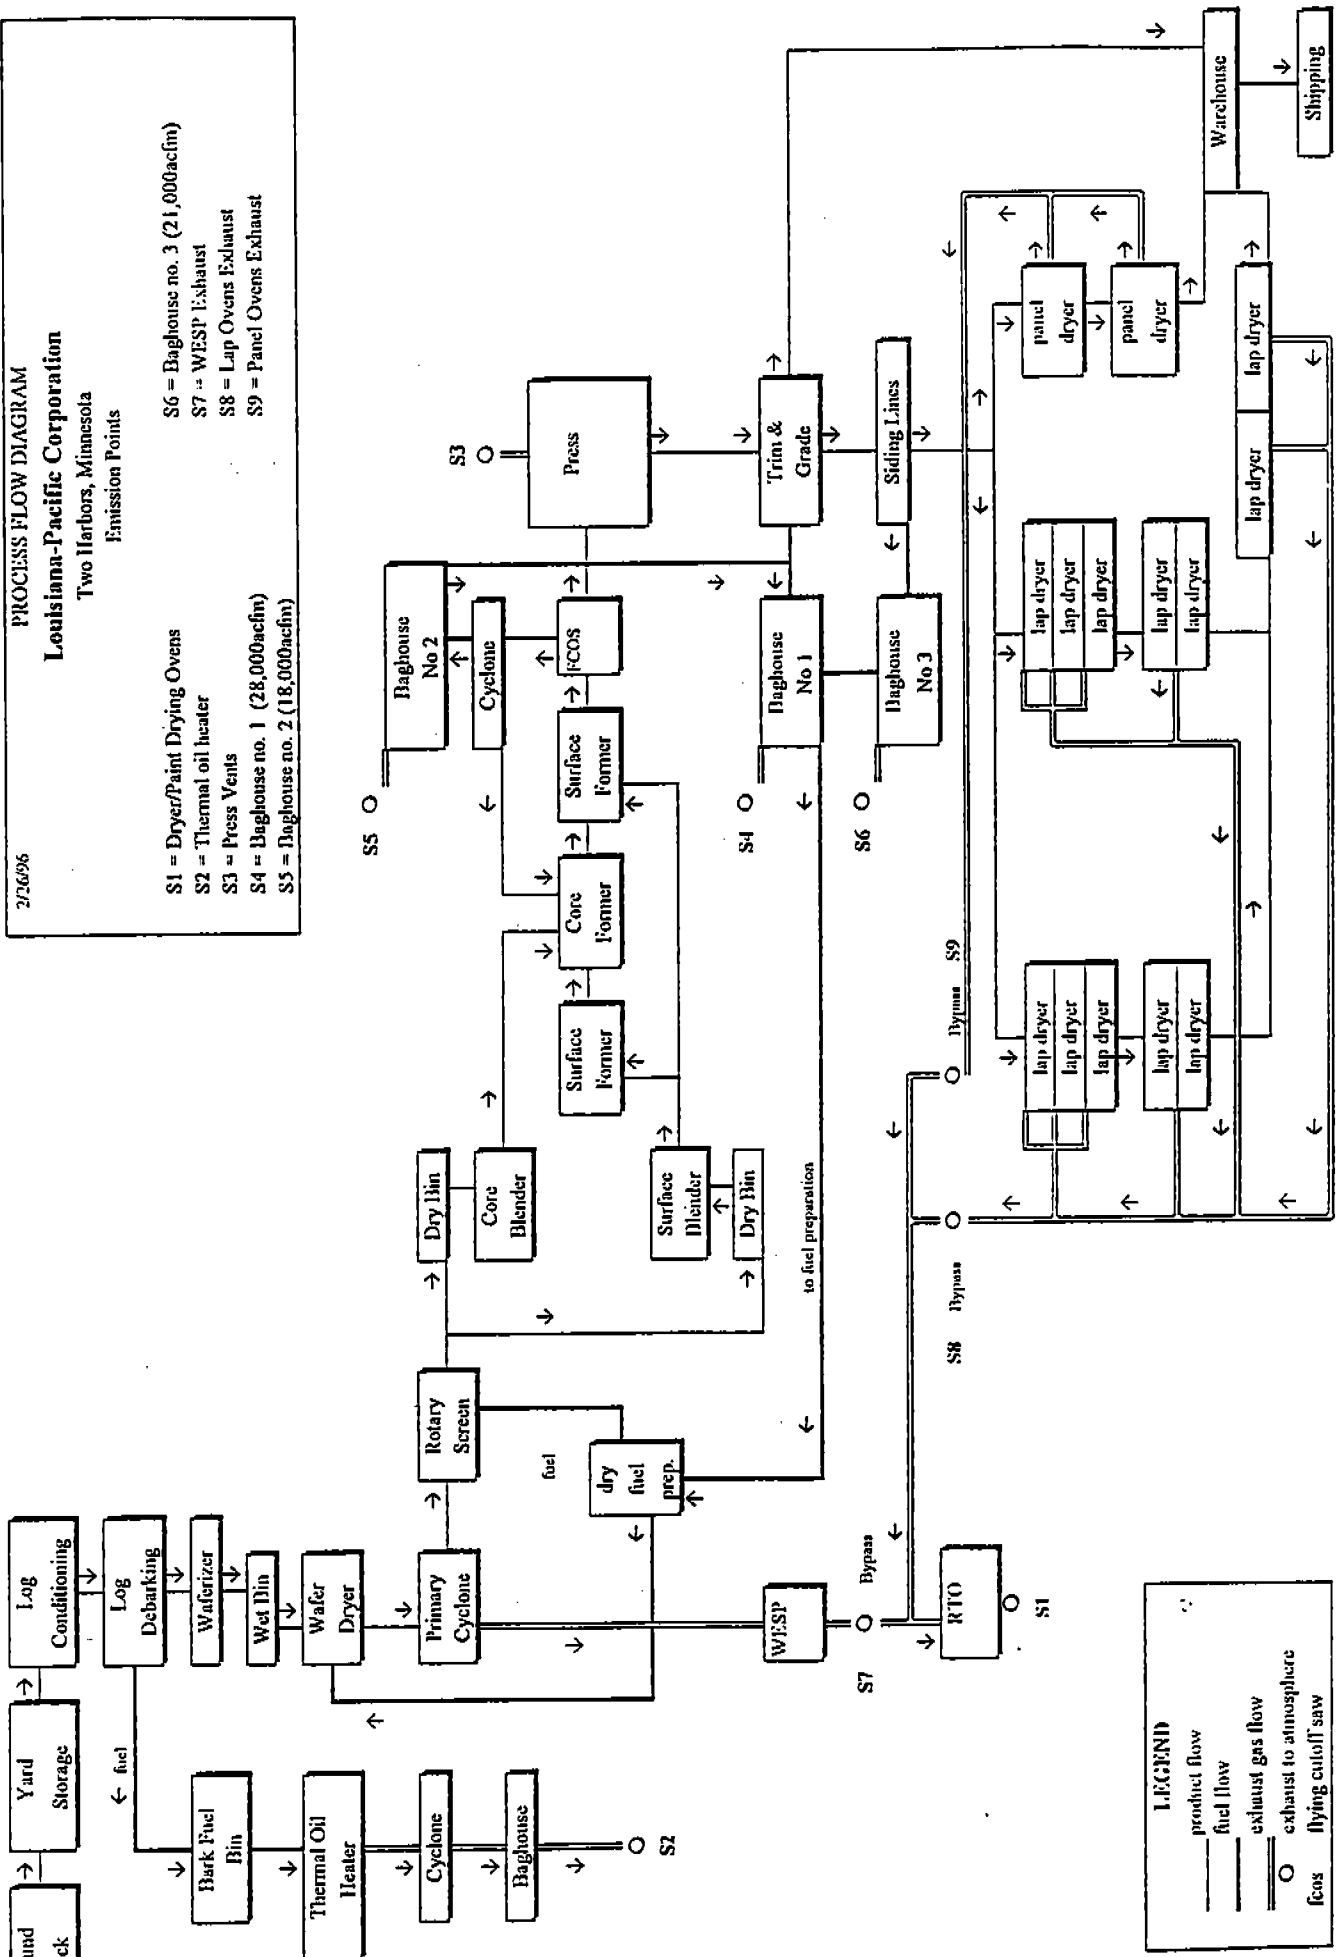 2/26/96
PROCESS FLOW DIAGRAM
Louisiana-Pacific Corporation
Two Harbors, Minnesota
Emission Points
S1 = Dryer/Paint Drying Ovens
S2 = Thermal oil heater
S3 = Press Vents
S4 = Baghouse no. 1 (28,000acfm)
S5 = Baghouse no. 2 (18,000acfm)
S6 = Baghouse no. 3 (21,000acfm)
S7 = WESP Exhaust
S8 = Lap Ovens Exhaust
S9 = Panel Ovens Exhaust
Yard
Storage
Log
Conditioning
Log
Debarking
fuel
Waferizer
Wet Bin
Wafer
Dryer
Bark Fuel
Bin
Thermal Oil
Heater
Cyclone
Baghouse
S2
Primary
Cyclone
Rotary
Screen
fuel
dry
fuel
prep.
Dry Bin
Core
Blender
Surface
Blender
Dry Bin
Surface
Former
Core
Former
Surface
Former
FCOS
Cyclone
Baghouse
No 2
S5
Press
S3
Trim &
Grade
Baghouse
No 1
S4
to fuel preparation
Siding Lines
Baghouse
No 3
S6
WESP
Bypass
S7
RTO
S1
Bypass
S8
Bypass
S9
lap dryer
lap dryer
lap dryer
lap dryer
lap dryer
lap dryer
lap dryer
lap dryer
lap dryer
lap dryer
panel
dryer
panel
dryer
lap dryer
lap dryer
Warehouse
Shipping
LEGEND
product flow
fuel flow
exhaust gas flow
exhaust to atmosphere
fcos flying cutoff saw